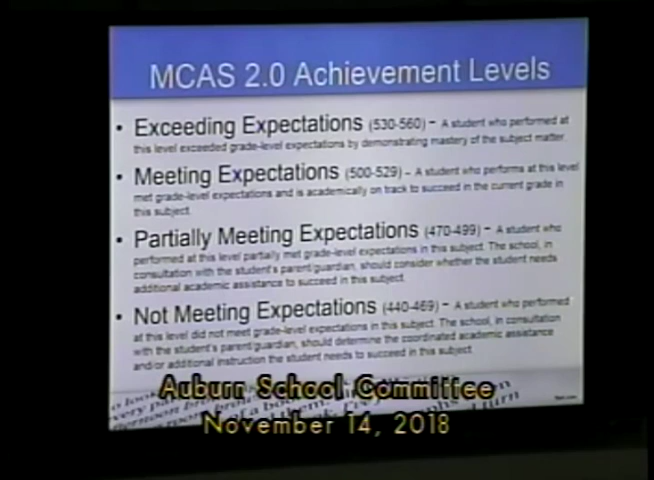 MCAS 2.0 Achievement Levels
• Exceeding Expectations (530-560) – A student who performed at
this level exceeded grade-level expectations by demonstrating mastery of the subject matter.
• Meeting Expectations (500-529) – A student who performs at this level
met grade-level expectations and is academically on track to succeed in the current grade in
this subject.
• Partially Meeting Expectations (470-499) – A student who
performed at this level partially met grade-level expectations in this subject. The school, in
consultation with the student's parent/guardian, should consider whether the student needs
additional academic assistance to succeed in this subject.
• Not Meeting Expectations (440-469) – A student who performed
at this level did not meet grade-level expectations in this subject. The school, in consultation
with the student's parent/guardian, should determine the coordinated academic assistance
and/or additional instruction the student needs to succeed in this subject.
Auburn School Committee
November 14, 2018